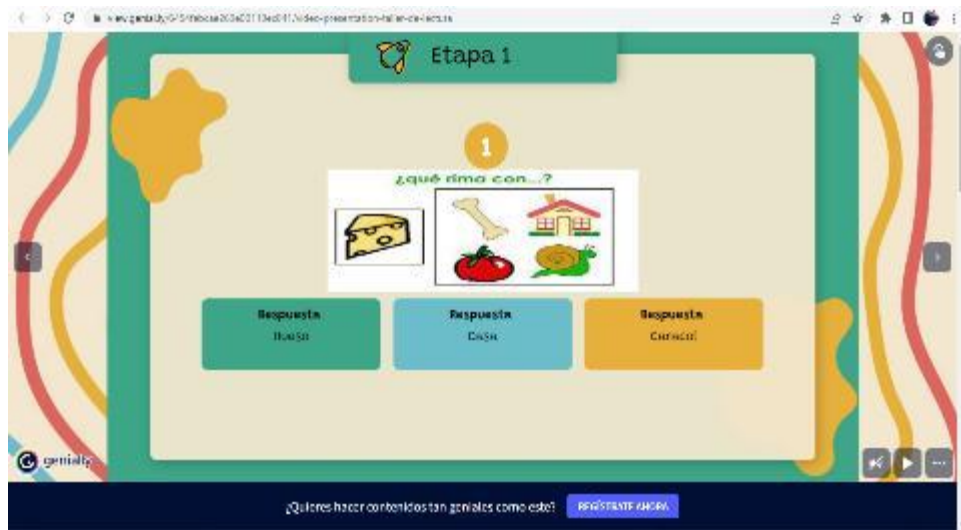 Etapa 1
1
¿qué rima con...?
Respuesta
Hueso
Respuesta
Casa
Respuesta
Caracol
genially
¿Quieres hacer contenidos tan geniales como este?
REGÍSTRATE AHORA